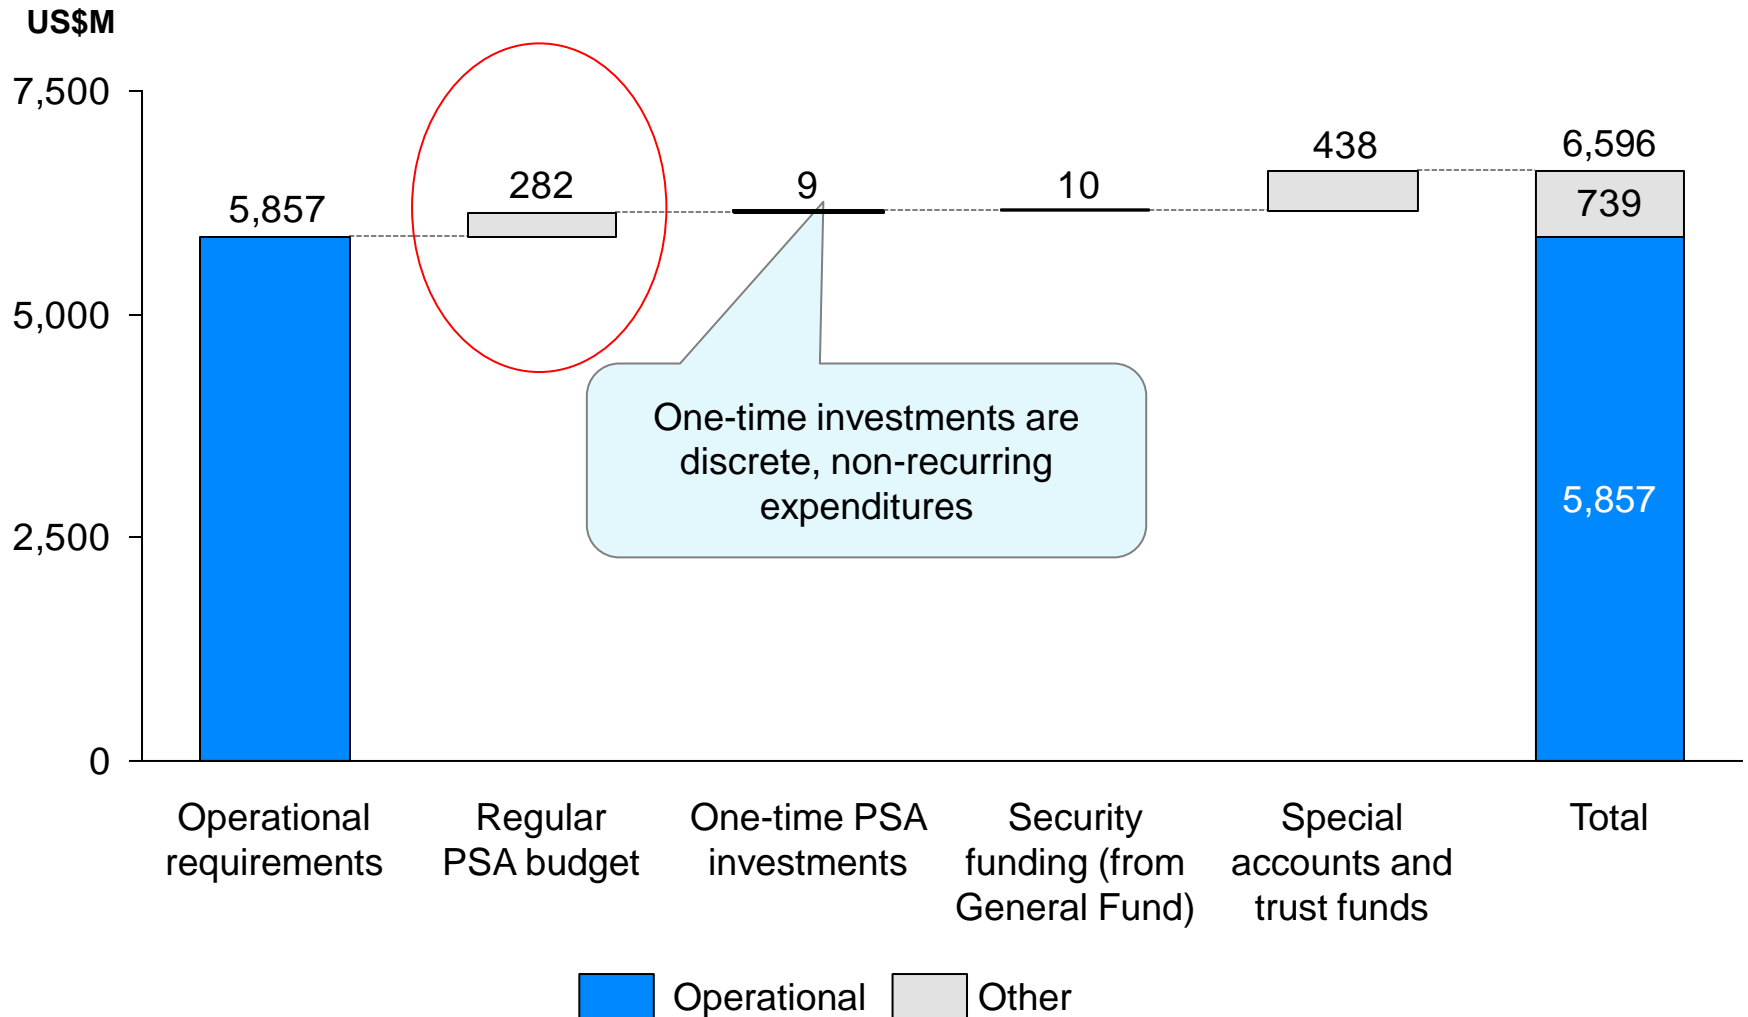 US$M
7,500
5,000
2,500
0
5,857
282
9
10
438
6,596
739
5,857
One-time investments are
discrete, non-recurring
expenditures
Operational
requirements
Regular
PSA budget
One-time PSA
investments
Security
funding (from
General Fund)
Special
accounts and
trust funds
Total
Operational
Other